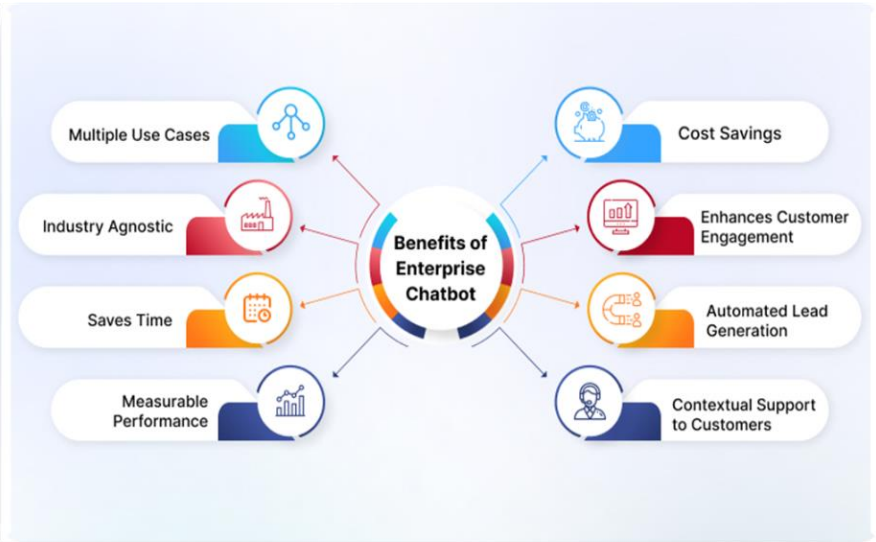 Multiple Use Cases
Industry Agnostic
Saves Time
Measurable
Performance
Benefits of
Enterprise
Chatbot
Cost Savings
Enhances Customer
Engagement
Automated Lead
Generation
Contextual Support
to Customers